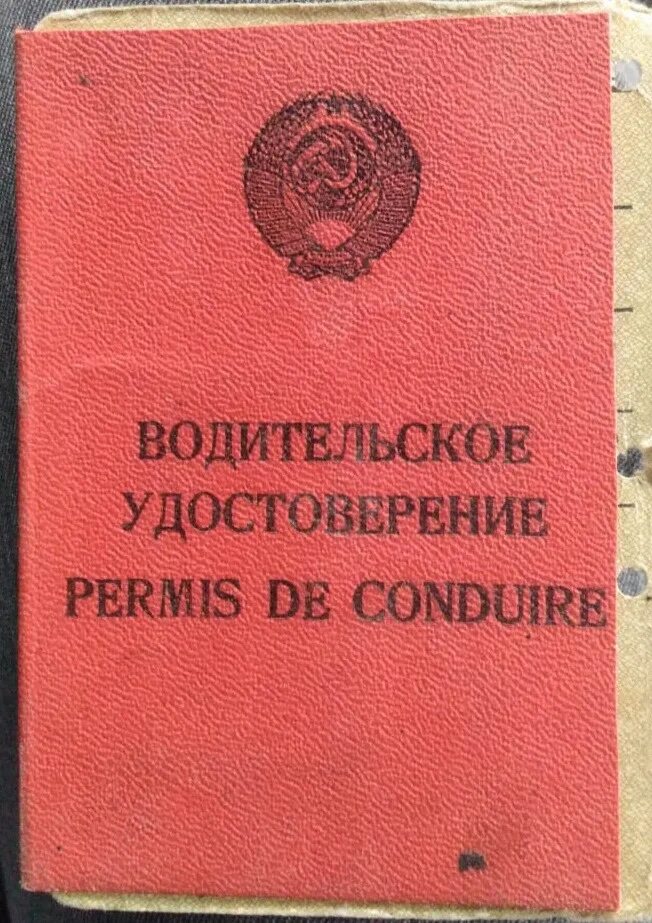 ВОДИТЕЛЬСКОЕ
УДОСТОВЕРЕНИЕ
PERMIS DE CONDUIRE